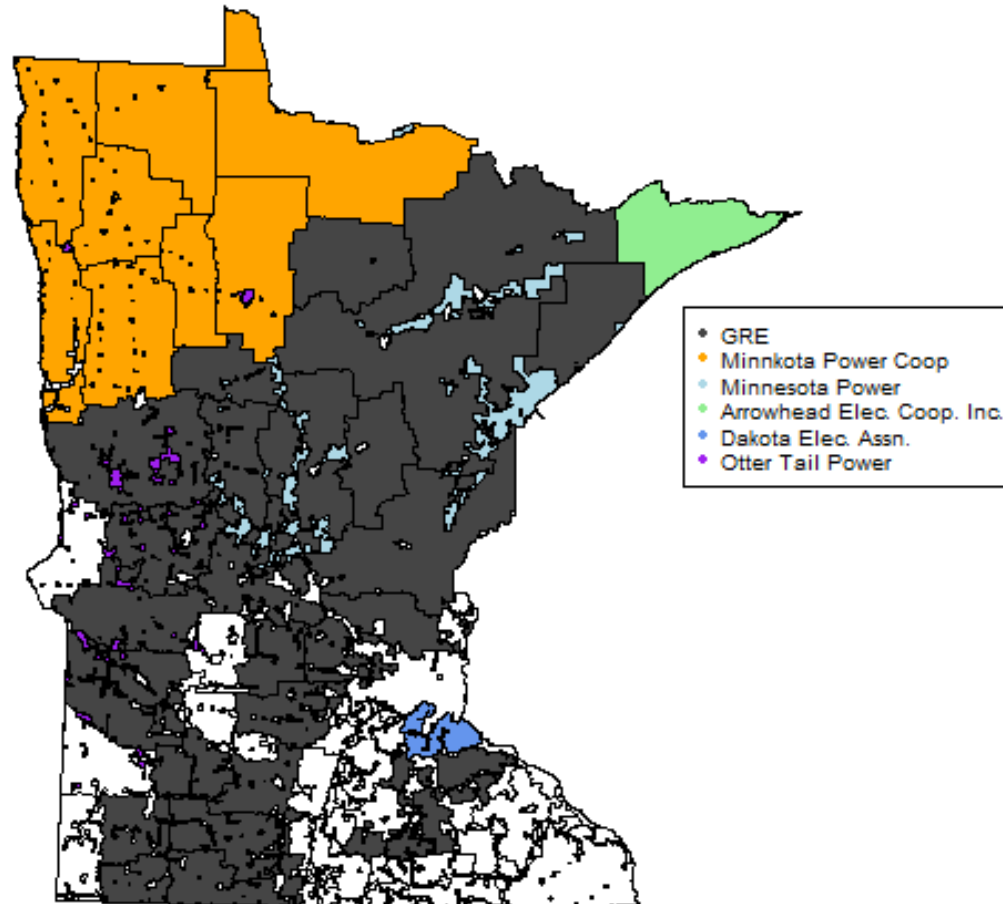 GRE
Minnkota Power Coop
Minnesota Power
Arrowhead Elec. Coop. Inc.
Dakota Elec. Assn.
Otter Tail Power